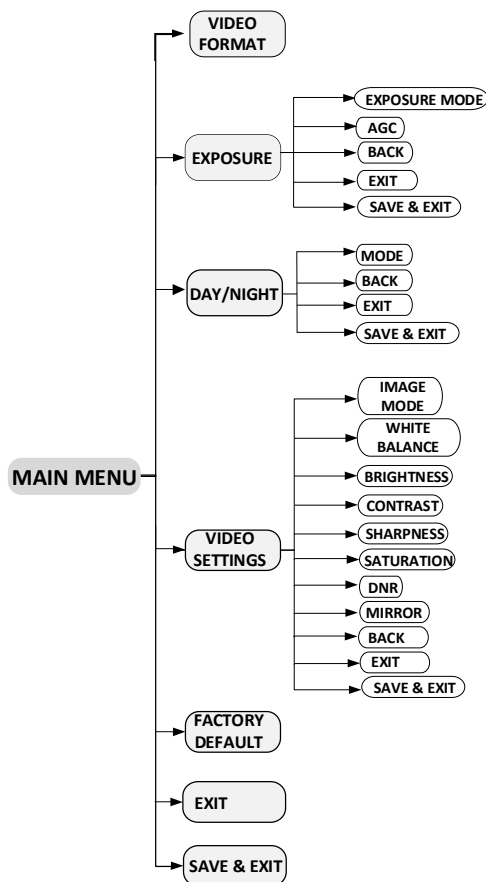 MAIN MENU
VIDEO
FORMAT
EXPOSURE
EXPOSURE MODE
AGC
BACK
EXIT
SAVE & EXIT
DAY/NIGHT
MODE
BACK
EXIT
SAVE & EXIT
VIDEO
SETTINGS
IMAGE
MODE
WHITE
BALANCE
BRIGHTNESS
CONTRAST
SHARPNESS
SATURATION
DNR
MIRROR
BACK
EXIT
SAVE & EXIT
FACTORY
DEFAULT
EXIT
SAVE & EXIT